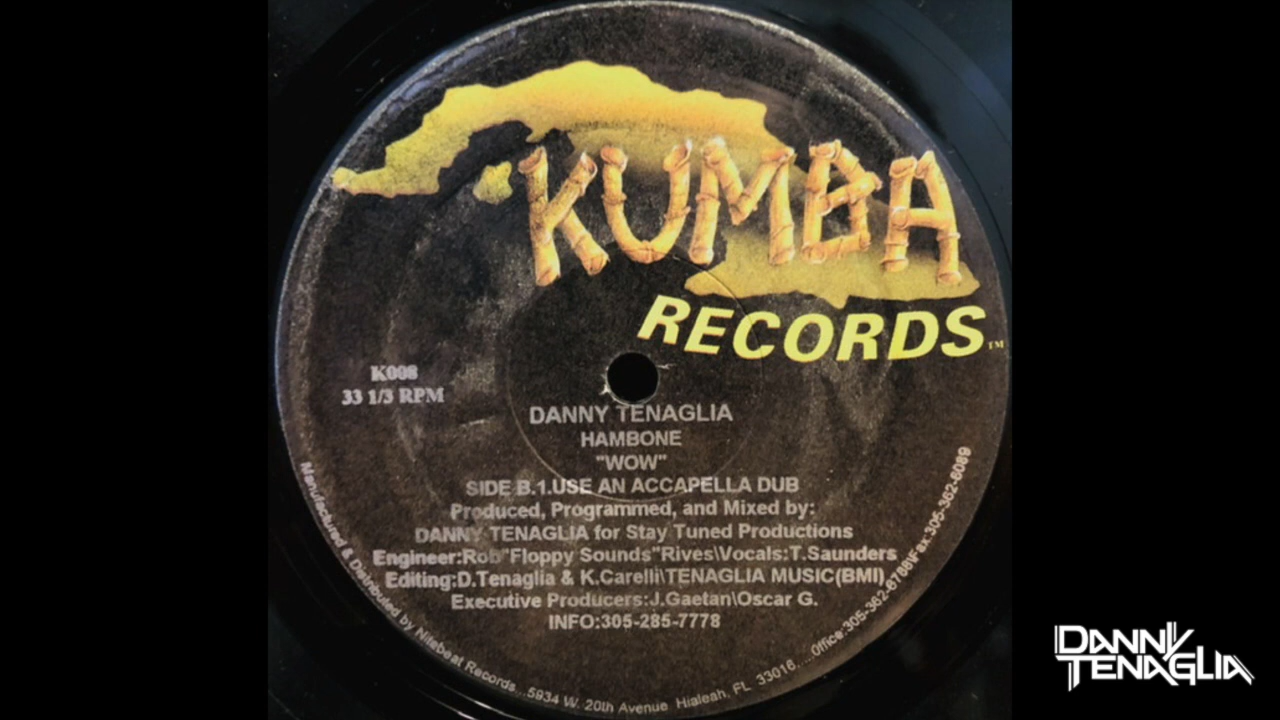 KUMBA
RECORDS™
K008
33 1/3 RPM
DANNY TENAGLIA
HAMBONE
"WOW"
SIDE B.1.USE AN ACCAPELLA DUB
Produced, Programmed, and Mixed by:
DANNY TENAGLIA for Stay Tuned Productions
Engineer:Rob"Floppy Sounds"Rives\Vocals:T.Saunders
Editing:D.Tenaglia & K.Carelli\TENAGLIA MUSIC(BMI)
Executive Producers:J.Gaetan\Oscar G.
INFO:305-285-7778
Manufactured & Distributed by Nitebeat Records...5934 W. 20th Avenue Hialeah, FL 33016....Office:305-362-6788\Fax:305-362-6089
DANNY
TENAGLIA